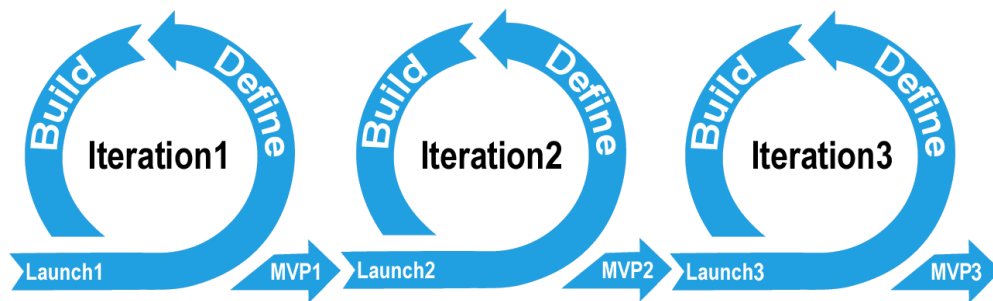 Build
Define
Iteration1
Launch1
MVP1
Build
Define
Iteration2
Launch2
MVP2
Build
Define
Iteration3
Launch3
MVP3